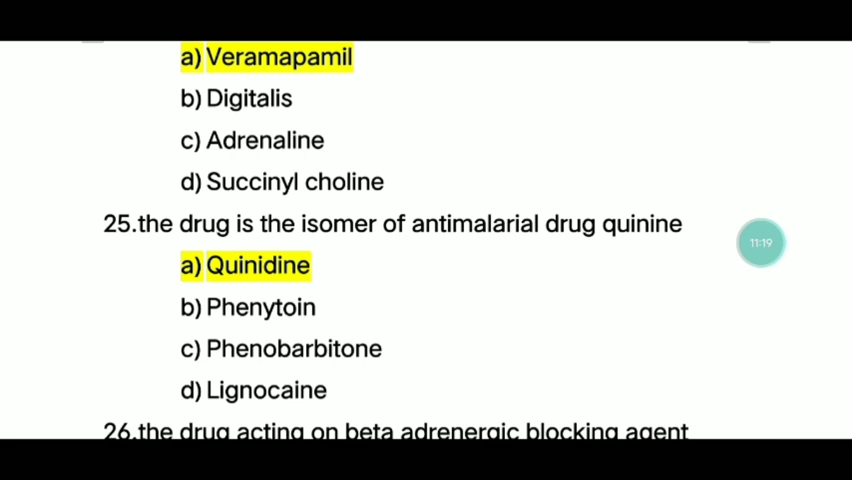 a) Veramapamil
b) Digitalis
c) Adrenaline
d) Succinyl choline
25.the drug is the isomer of antimalarial drug quinine
11:19
a) Quinidine
b) Phenytoin
c) Phenobarbitone
d) Lignocaine
26.the drug acting on beta adrenergic blocking agent